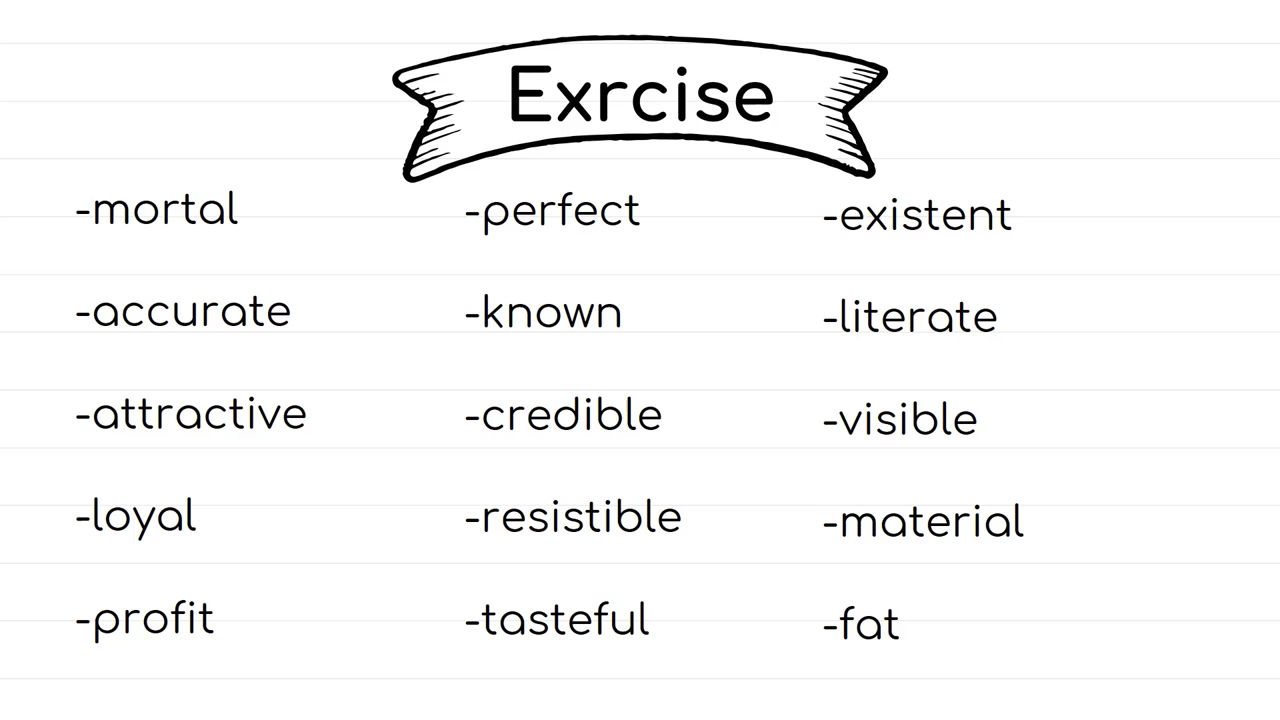 Exrcise
-mortal
-accurate
-attractive
-loyal
-profit
-perfect
-known
-credible
-resistible
-tasteful
-existent
-literate
-visible
-material
-fat